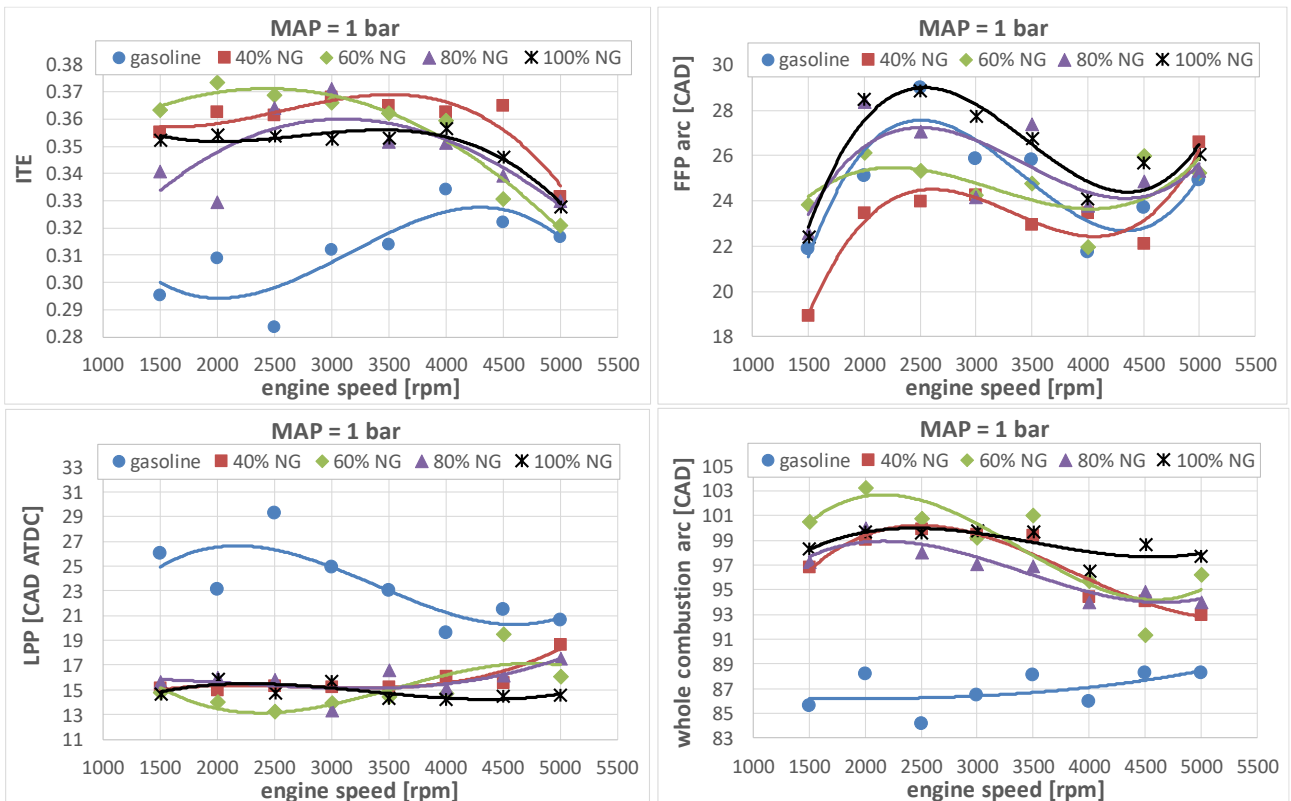 MAP = 1 bar
gasoline 40% NG 60% NG 80% NG 100% NG
ITE
0.38
0.37
0.36
0.35
0.34
0.33
0.32
0.31
0.30
0.29
0.28
1000 1500 2000 2500 3000 3500 4000 4500 5000 5500
engine speed [rpm]
MAP = 1 bar
gasoline 40% NG 60% NG 80% NG 100% NG
FFP arc [CAD]
30
28
26
24
22
20
18
1000 1500 2000 2500 3000 3500 4000 4500 5000 5500
engine speed [rpm]
MAP = 1 bar
gasoline 40% NG 60% NG 80% NG 100% NG
LPP [CAD ATDC]
33
31
29
27
25
23
21
19
17
15
13
11
1000 1500 2000 2500 3000 3500 4000 4500 5000 5500
engine speed [rpm]
MAP = 1 bar
gasoline 40% NG 60% NG 80% NG 100% NG
whole combustion arc [CAD]
105
103
101
99
97
95
93
91
89
87
85
83
1000 1500 2000 2500 3000 3500 4000 4500 5000 5500
engine speed [rpm]